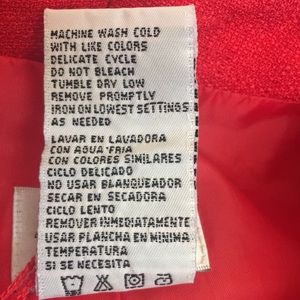 MACHINE WASH COLD
WITH LIKE COLORS
DELICATE CYCLE
DO NOT BLEACH
TUMBLE DRY LOW
REMOVE PROMPTLY
IRON ON LOWEST SETTINGS
AS NEEDED
LAVAR EN LAVADORA
CON AGUA FRIA
CON COLORES SIMILARES
CICLO DELICADO
NO USAR BLANQUEADOR
SECAR EN SECADORA
CICLO LENTO
REMOVER INMEDIATAMENTE
USAR PLANCHA EN MINIMA
TEMPERATURA
SI SE NECESITA